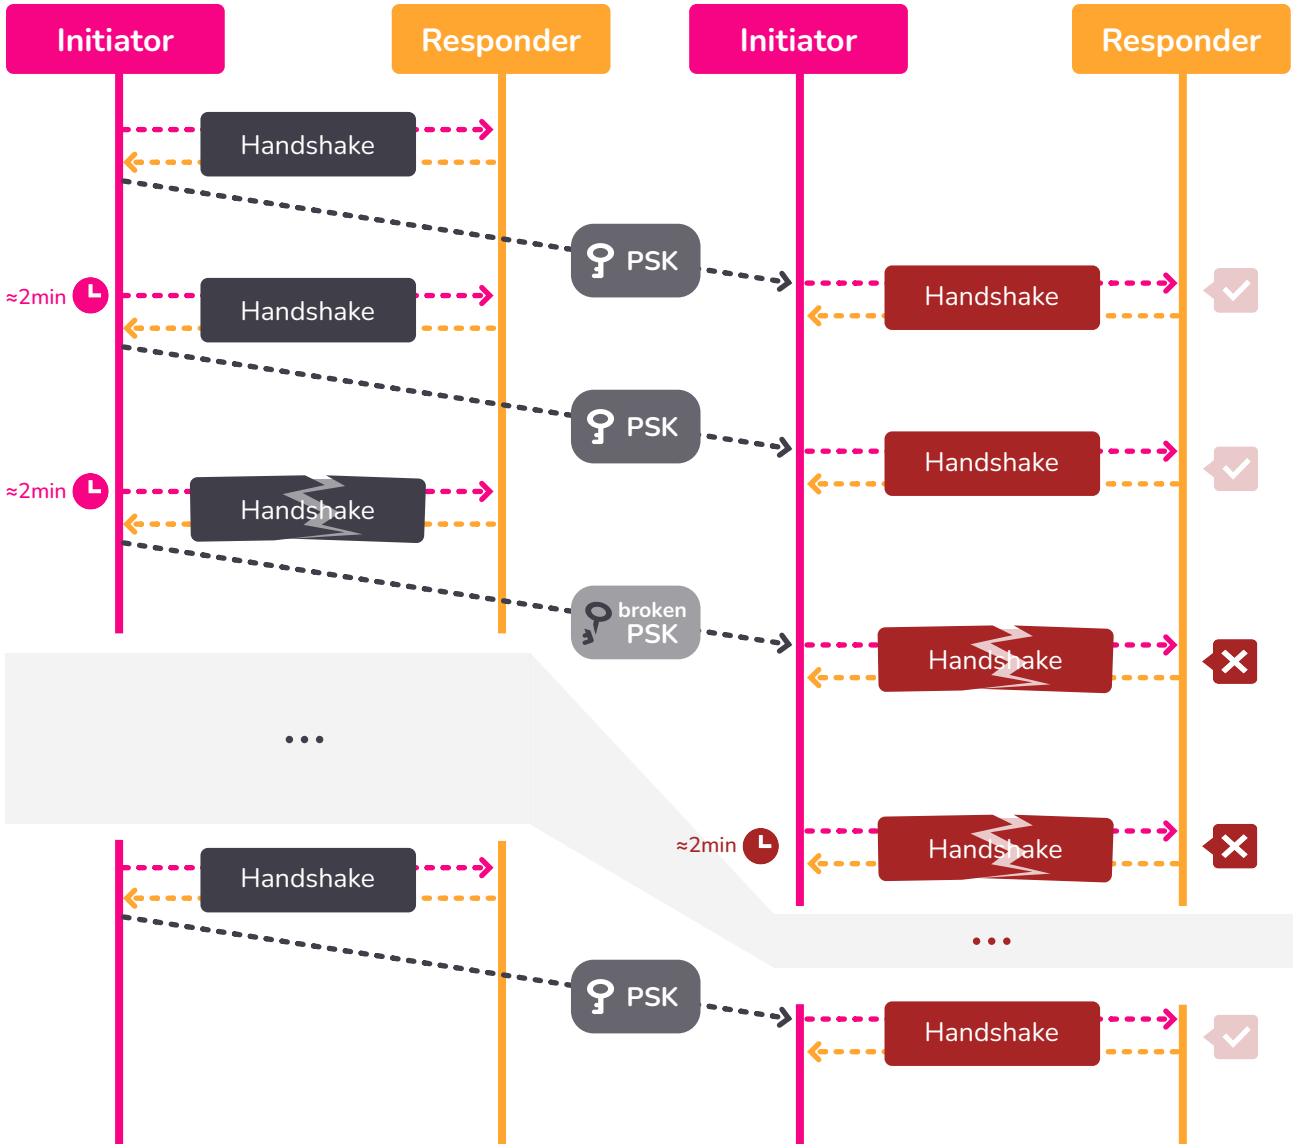 Initiator
Responder
Initiator
Responder
Handshake
PSK
≈2min
Handshake
Handshake
PSK
Handshake
≈2min
Handshake
broken
PSK
Handshake
...
≈2min
Handshake
Handshake
...
PSK
Handshake